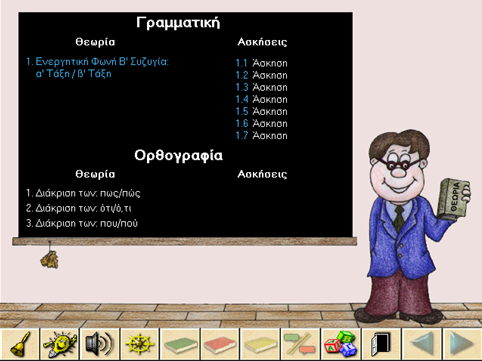 Γραμματική
Θεωρία Ασκήσεις
1. Ενεργητική Φωνή Β' Συζυγία:
α' Τάξη / β' Τάξη
1.1 Άσκηση
1.2 Άσκηση
1.3 Άσκηση
1.4 Άσκηση
1.5 Άσκηση
1.6 Άσκηση
1.7 Άσκηση
Ορθογραφία
Θεωρία Ασκήσεις
1. Διάκριση των: πως/πώς
2. Διάκριση των: ότι/ό,τι
3. Διάκριση των: που/πού
ΘΕΩΡΙΑ